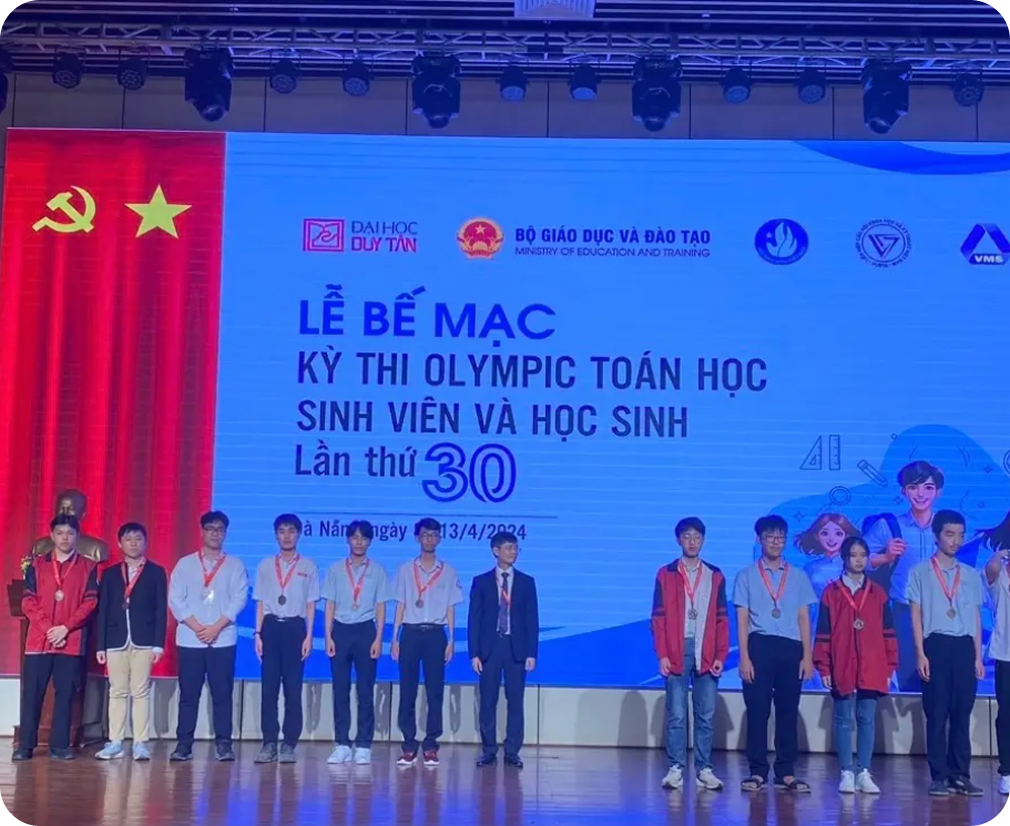 ĐẠI HỌC
DUY TÂN
BỘ GIÁO DỤC VÀ ĐÀO TẠO
MINISTRY OF EDUCATION AND TRAINING
VMS
LỄ BẾ MẠC
KỲ THI OLYMPIC TOÁN HỌC
SINH VIÊN VÀ HỌC SINH
Lần thứ 30
ngày 13/4/2024